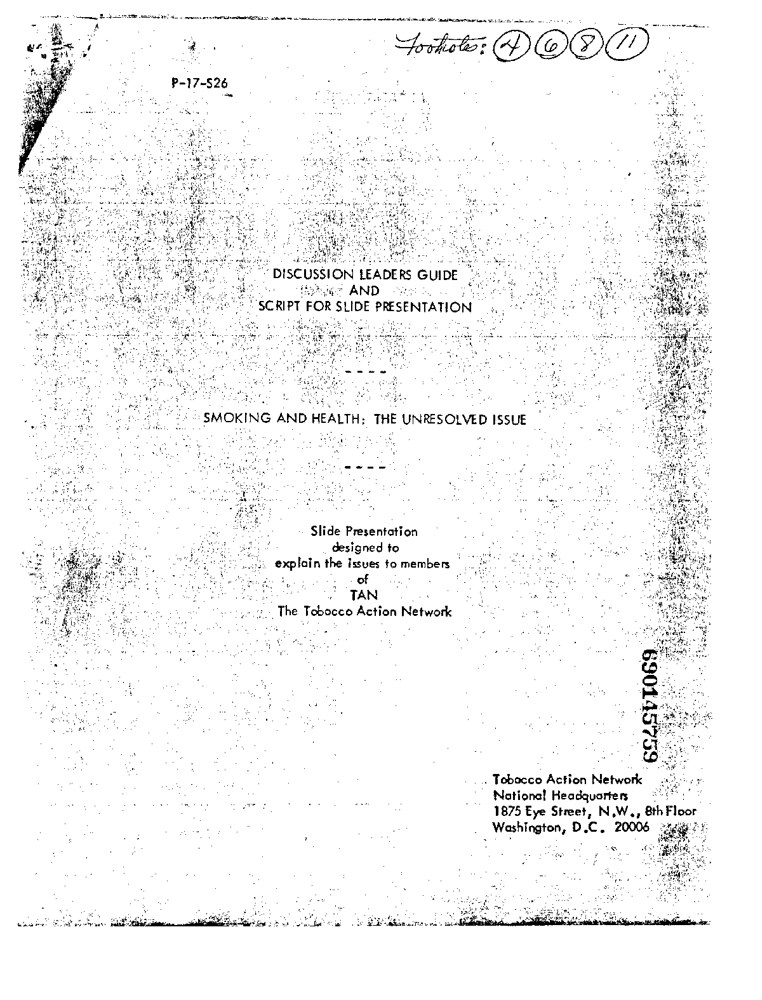 Footnotes: 4 6 8 11
P-17-S26
DISCUSSION LEADERS GUIDE
AND
SCRIPT FOR SLIDE PRESENTATION
----
SMOKING AND HEALTH: THE UNRESOLVED ISSUE
----
Slide Presentation
designed to
explain the issues to members
of
TAN
The Tobacco Action Network
690145759
Tobacco Action Network
National Headquarters
1875 Eye Street, N.W., 8th Floor
Washington, D.C. 20006